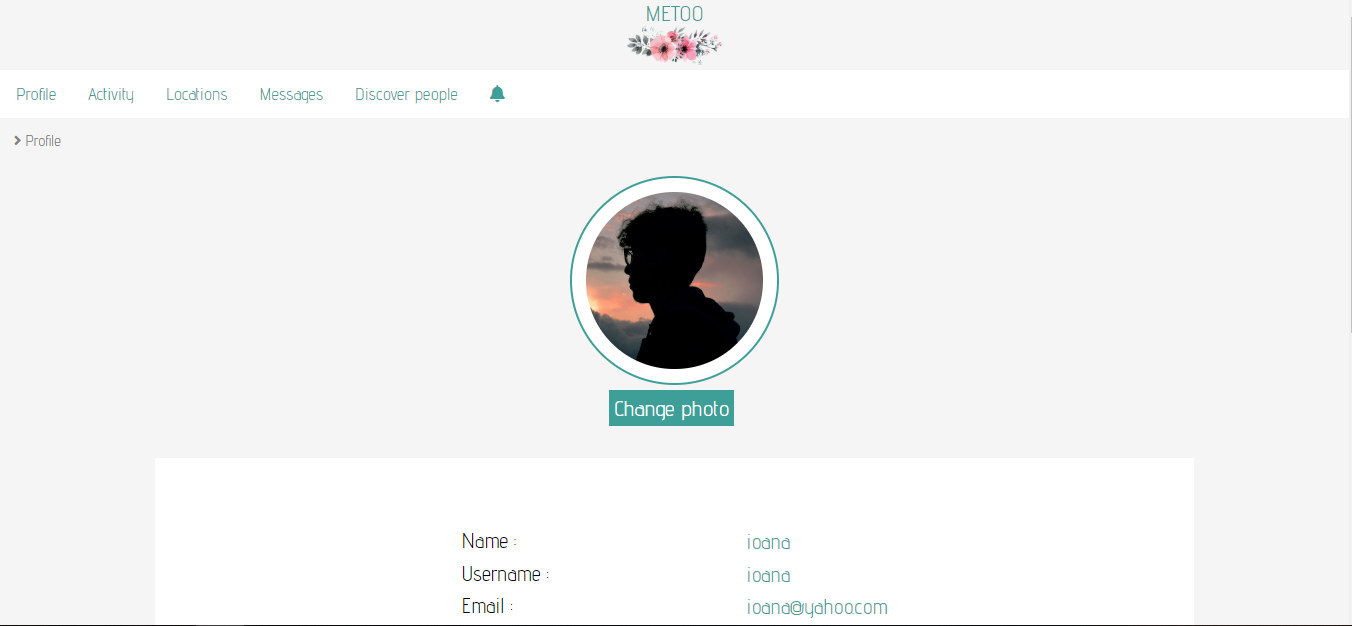 METOO
Profile Activity Locations Messages Discover people
Profile
Change photo
Name : ioana
Username : ioana
Email : ioana@yahoo.com